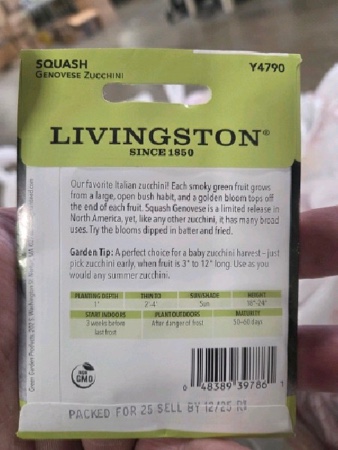 SQUASH
GENOVESE ZUCCHINI
Y4790
LIVINGSTON®
SINCE 1850
Our favorite Italian zucchini! Each smoky green fruit grows
from a large, open bush habit, and a golden bloom tops off
the end of each fruit. Squash Genovese is a limited release in
North America, yet, like any other zucchini, it has many broad
uses. Try the blooms dipped in batter and fried.
Garden Tip: A perfect choice for a baby zucchini harvest–just
pick zucchini early, when fruit is 3" to 12" long. Use as you
would any summer zucchini.
PLANTING DEPTH THIN TO SUN/SHADE HEIGHT
1" 2'-4' Sun 18"-24"
START INDOORS PLANT OUTDOORS MATURITY
3 weeks before After danger of frost 50-60 days
last frost
NON
GMO
0 48389 39786 1
PACKED FOR 25 SELL BY 12/25 R1